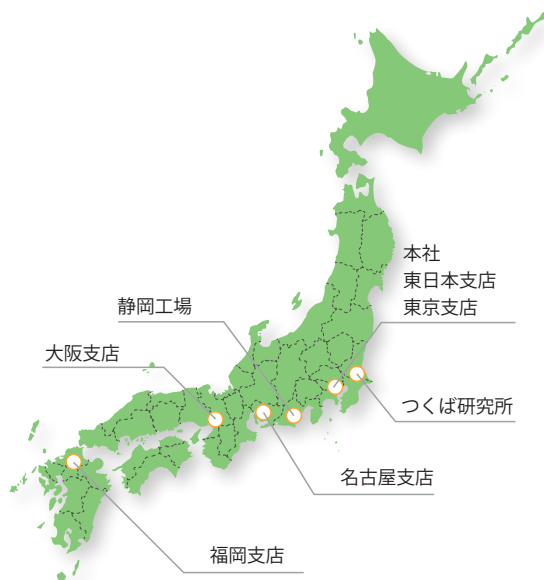 本社
東日本支店
東京支店
静岡工場
大阪支店
つくば研究所
名古屋支店
福岡支店